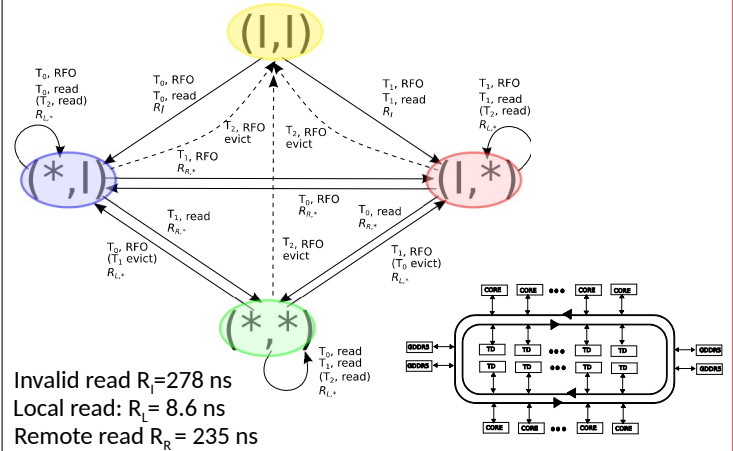 (I,I)
T0, RFO
T0, read
(T2, read)
RL,*
T0, RFO
T0, read
RI
T1, RFO
T1, read
RI
T1, RFO
T1, read
(T2, read)
RL,*
T2, RFO
evict
T2, RFO
evict
T1, RFO
RR,*
(*,I)
(I,*)
T0, RFO
RR,*
T1, read
RR,*
T0, read
RR,*
T0, RFO
(T1 evict)
RL,*
T2, RFO
evict
T1, RFO
(T0 evict)
RL,*
(*,*)
T0, read
T1, read
(T2, read)
RL,*
CORE CORE ••• CORE CORE
GDDR5 TD TD ••• TD TD GDDR5
GDDR5 TD TD ••• TD TD GDDR5
CORE CORE ••• CORE CORE
Invalid read RI=278 ns
Local read: RL= 8.6 ns
Remote read RR = 235 ns